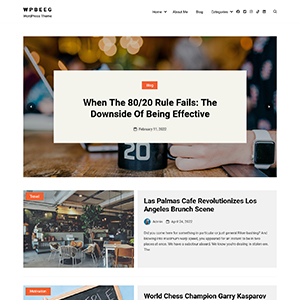 WPBEEG
WordPress Theme
Home
About Me
Blog
Categories
Blog
When The 80/20 Rule Fails: The
Downside Of Being Effective
February 11, 2022
20
Travel
Las Palmas Cafe Revolutionizes Los
Angeles Brunch Scene
Admin
April 24, 2022
Did you come here for something in particular or just general Riker-bashing? And
blowing into maximum warp speed, you appeared for an instant to be in two
places at once. We have a saboteur aboard. We know you're dealing in stolen ore.
The
Motivation
World Chess Champion Garry Kasparov